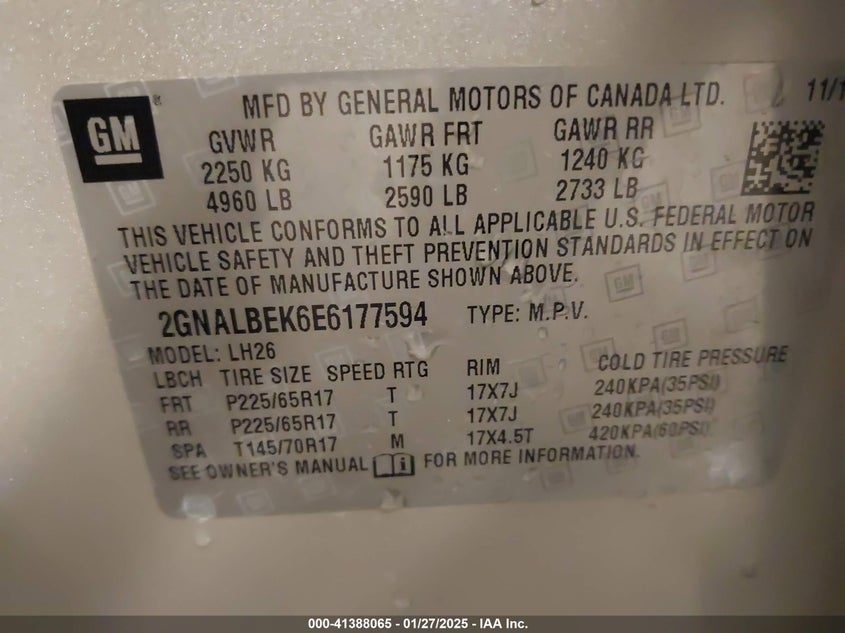 GM ®
MFD BY GENERAL MOTORS OF CANADA LTD. 11/1
GVWR GAWR FRT GAWR RR
2250 KG 1175 KG 1240 KG
4960 LB 2590 LB 2733 LB
THIS VEHICLE CONFORMS TO ALL APPLICABLE U.S. FEDERAL MOTOR
VEHICLE SAFETY AND THEFT PREVENTION STANDARDS IN EFFECT ON
THE DATE OF MANUFACTURE SHOWN ABOVE.
2GNALBEK6E6177594 TYPE: M.P.V.
MODEL: LH26
LBCH TIRE SIZE SPEED RTG RIM COLD TIRE PRESSURE
FRT P225/65R17 T 17X7J 240KPA(35PSI)
RR P225/65R17 T 17X7J 240KPA(35PSI)
SPA T145/70R17 M 17X4.5T 420KPA(60PSI)
SEE OWNER'S MANUAL FOR MORE INFORMATION.
000-41388065 - 01/27/2025 - IAA Inc.